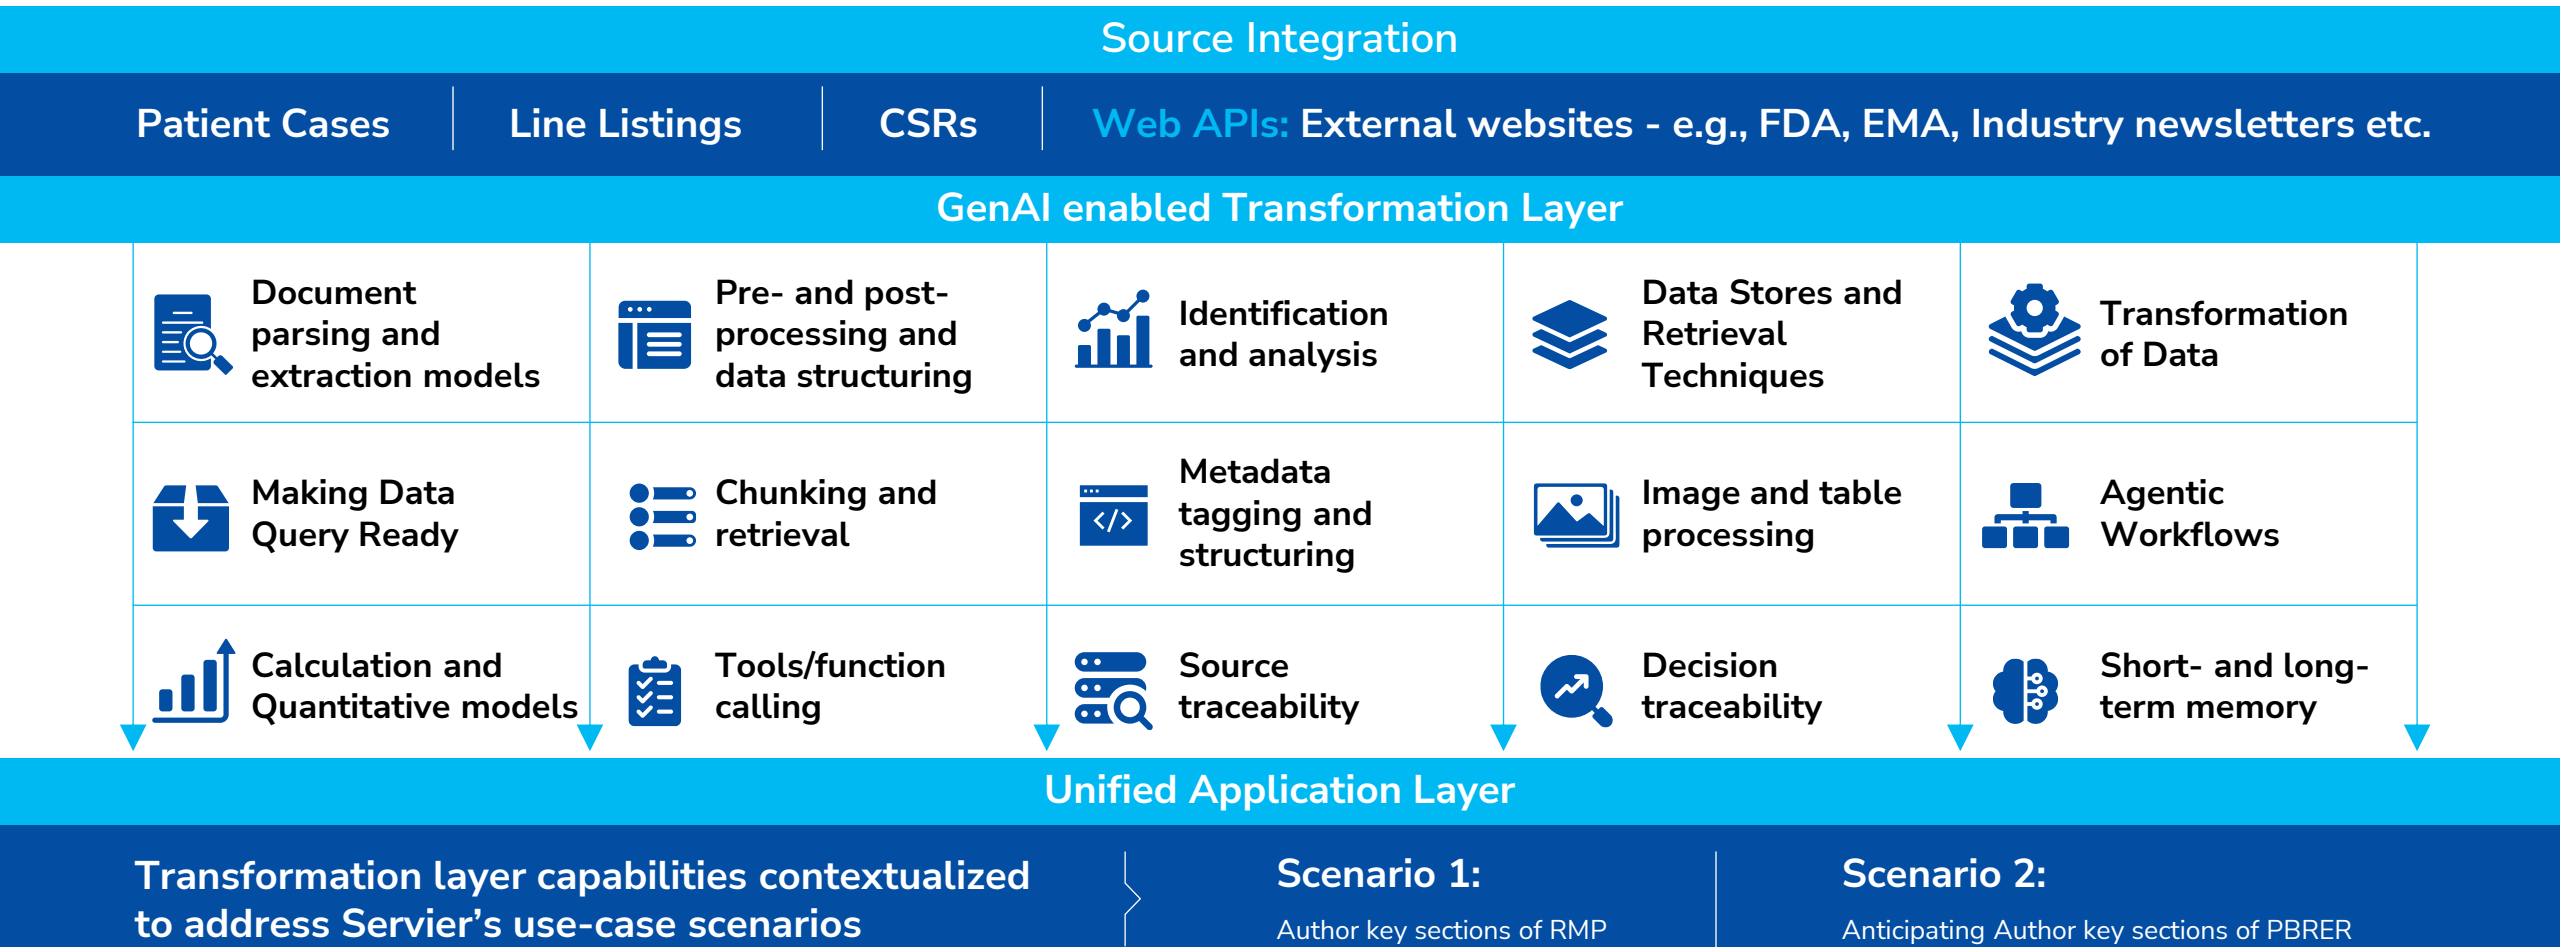 Source Integration
Patient Cases
Line Listings
CSRs
Web APIs: External websites - e.g., FDA, EMA, Industry newsletters etc.
GenAI enabled Transformation Layer
Document
parsing and
extraction models
Pre- and post-
processing and
data structuring
Identification
and analysis
Data Stores and
Retrieval
Techniques
Transformation
of Data
Making Data
Query Ready
Chunking and
retrieval
Metadata
tagging and
structuring
Image and table
processing
Agentic
Workflows
Calculation and
Quantitative models
Tools/function
calling
Source
traceability
Decision
traceability
Short- and long-
term memory
Unified Application Layer
Transformation layer capabilities contextualized
to address Servier’s use-case scenarios
Scenario 1:
Author key sections of RMP
Scenario 2:
Anticipating Author key sections of PBRER